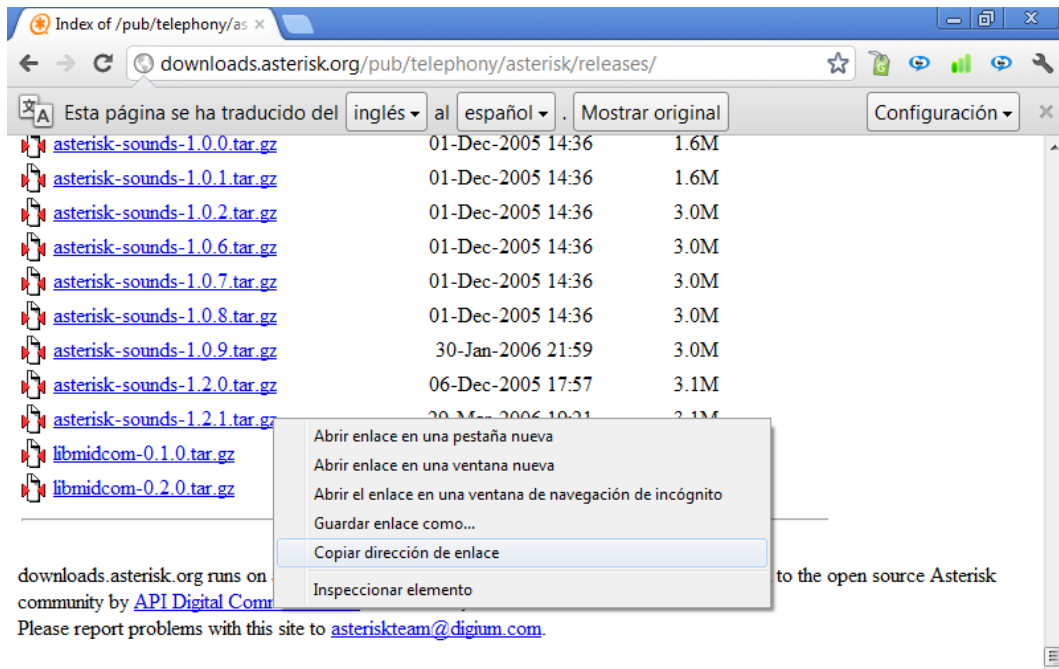 Index of /pub/telephony/as
downloads.asterisk.org/pub/telephony/asterisk/releases/
Esta página se ha traducido del inglés al español . Mostrar original Configuración
asterisk-sounds-1.0.0.tar.gz 01-Dec-2005 14:36 1.6M
asterisk-sounds-1.0.1.tar.gz 01-Dec-2005 14:36 1.6M
asterisk-sounds-1.0.2.tar.gz 01-Dec-2005 14:36 3.0M
asterisk-sounds-1.0.6.tar.gz 01-Dec-2005 14:36 3.0M
asterisk-sounds-1.0.7.tar.gz 01-Dec-2005 14:36 3.0M
asterisk-sounds-1.0.8.tar.gz 01-Dec-2005 14:36 3.0M
asterisk-sounds-1.0.9.tar.gz 30-Jan-2006 21:59 3.0M
asterisk-sounds-1.2.0.tar.gz 06-Dec-2005 17:57 3.1M
asterisk-sounds-1.2.1.tar.gz 3.1M
Abrir enlace en una pestaña nueva
libmidcom-0.1.0.tar.gz
Abrir enlace en una ventana nueva
libmidcom-0.2.0.tar.gz
Abrir el enlace en una ventana de navegación de incógnito
Guardar enlace como...
Copiar dirección de enlace
Inspeccionar elemento
downloads.asterisk.org runs on to the open source Asterisk
community by API Digital Com
Please report problems with this site to asteriskteam@digium.com.